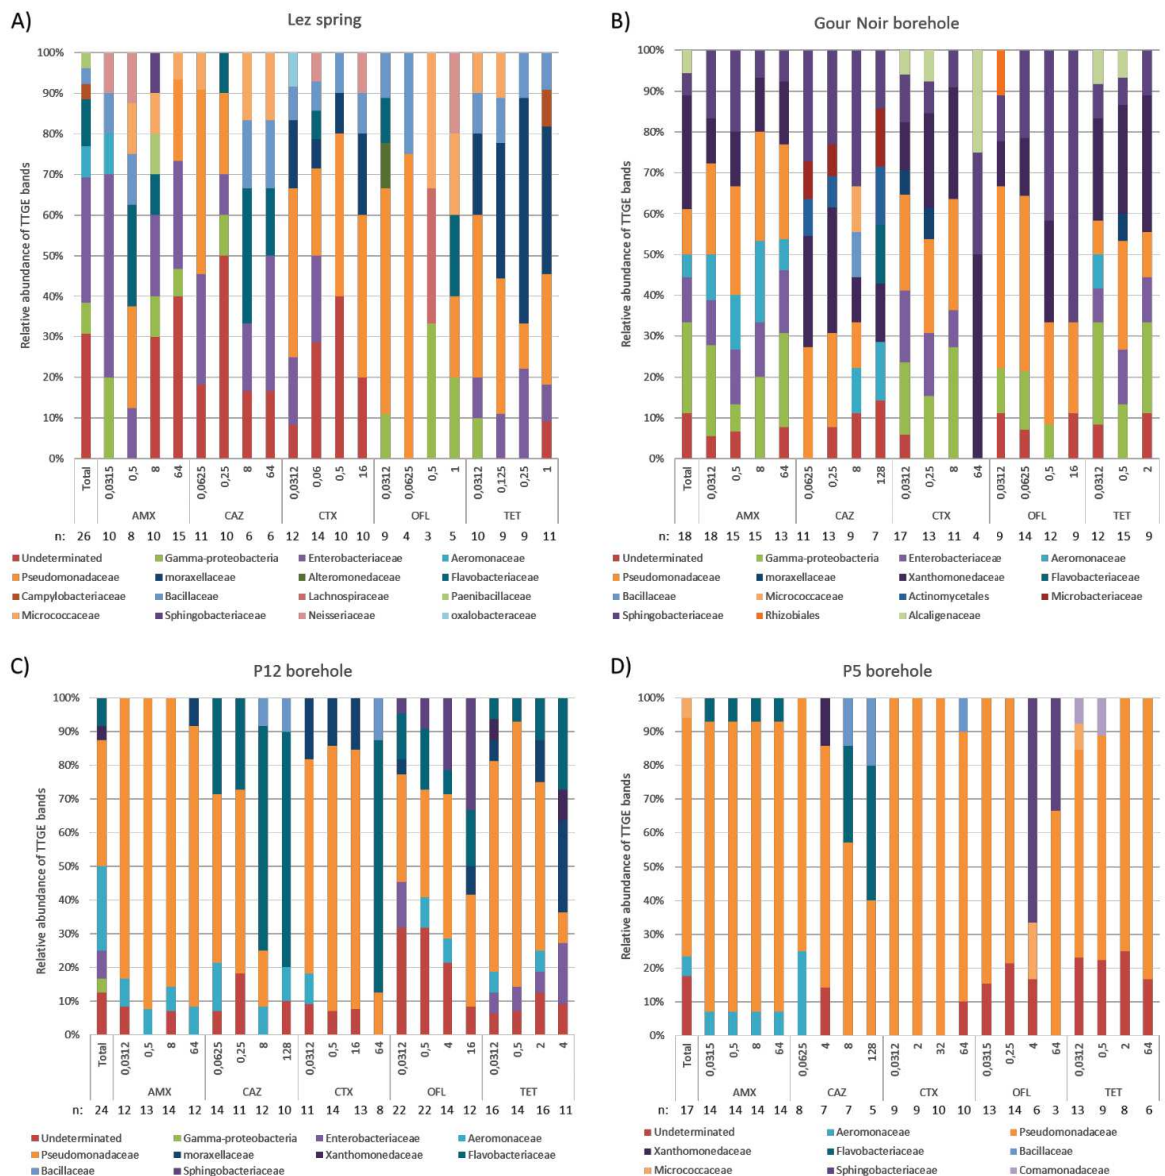 A)
Lez spring
Relative abundance of TTGE bands
100%
90%
80%
70%
60%
50%
40%
30%
20%
10%
0%
Total 0,0315 0,5 8 64 0,0625 0,25 8 64 0,0312 0,06 0,5 16 0,0312 0,0625 0,5 1 0,0312 0,125 0,25 1
AMX CAZ CTX OFL TET
n: 26 10 8 10 15 11 10 6 6 12 14 10 10 9 4 3 5 10 9 9 11
Undeterminated Gamma-proteobacteria Enterobacteriaceae Aeromonaceae
Pseudomonadaceae moraxellaceae Alteromonedaceae Flavobacteriaceae
Campylobacteriaceae Bacillaceae Lachnospiraceae Paenibacillaceae
Micrococcaceae Sphingobacteriaceae Neisseriaceae oxalobacteraceae
B)
Gour Noir borehole
Relative abundance of TTGE bands
100%
90%
80%
70%
60%
50%
40%
30%
20%
10%
0%
Total 0,0312 0,5 8 64 0,0625 0,25 8 128 0,0312 0,25 8 64 0,0312 0,0625 0,5 16 0,0312 0,5 2
AMX CAZ CTX OFL TET
n: 18 18 15 15 13 11 13 9 7 17 13 11 4 9 14 12 9 12 15 9
Undeterminated Gamma-proteobacteria Enterobacteriaceae Aeromonaceae
Pseudomonadaceae moraxellaceae Xanthomonedaceae Flavobacteriaceae
Bacillaceae Micrococcaceae Actinomycetales Microbacteriaceae
Sphingobacteriaceae Rhizobiales Alcaligenaceae
C)
P12 borehole
Relative abundance of TTGE bands
100%
90%
80%
70%
60%
50%
40%
30%
20%
10%
0%
Total 0,0312 0,5 8 64 0,0625 0,25 8 128 0,0312 0,5 16 64 0,0312 0,5 4 16 0,0312 0,5 2 4
AMX CAZ CTX OFL TET
n: 24 12 13 14 12 14 11 12 10 11 14 13 8 22 22 14 12 16 14 16 11
Undeterminated Gamma-proteobacteria Enterobacteriaceae Aeromonaceae
Pseudomonadaceae moraxellaceae Xanthomonedaceae Flavobacteriaceae
Bacillaceae Sphingobacteriaceae
D)
P5 borehole
Relative abundance of TTGE bands
100%
90%
80%
70%
60%
50%
40%
30%
20%
10%
0%
Total 0,0315 0,5 8 64 0,0625 4 8 128 0,0312 2 32 64 0,0315 0,25 4 64 0,0312 0,5 2 64
AMX CAZ CTX OFL TET
n: 17 14 14 14 14 8 7 7 5 9 9 10 10 13 14 6 3 13 9 8 6
Undeterminated Aeromonaceae Pseudomonadaceae
Xanthomonedaceae Flavobacteriaceae Bacillaceae
Micrococcaceae Sphingobacteriaceae Comamonadaceae